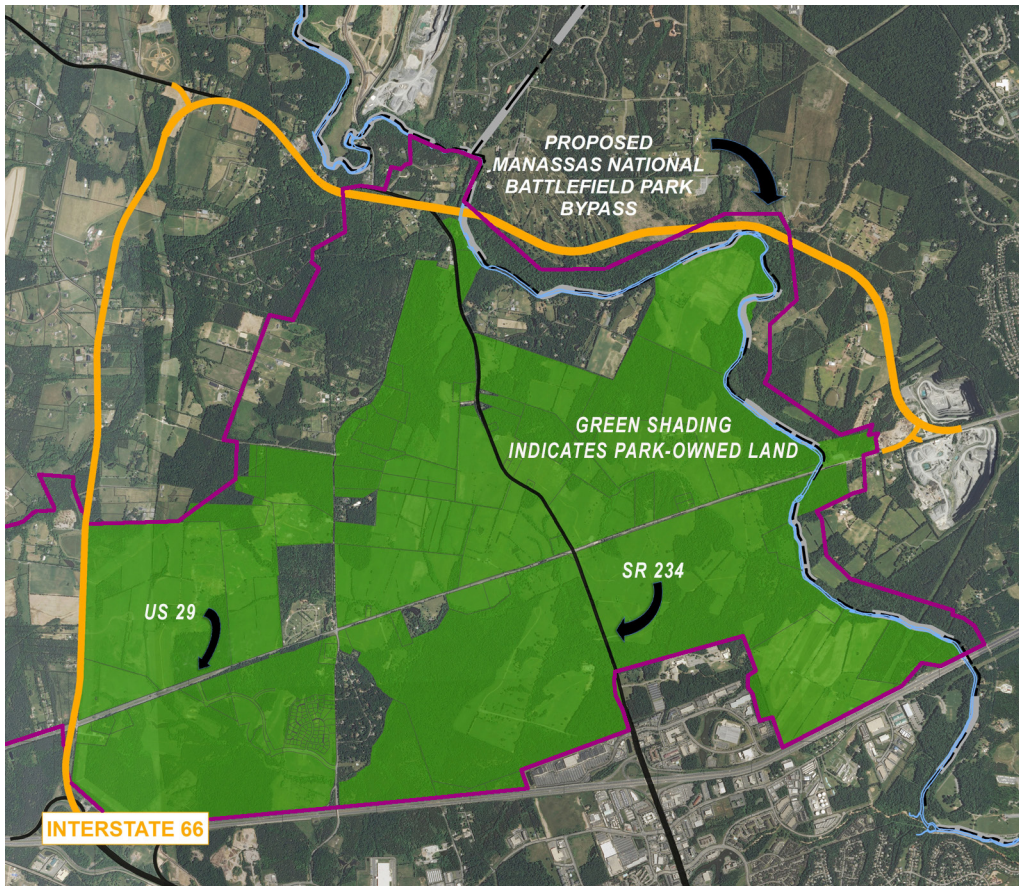 PROPOSED
MANASSAS NATIONAL
BATTLEFIELD PARK
BYPASS
GREEN SHADING
INDICATES PARK-OWNED LAND
SR 234
US 29
INTERSTATE 66